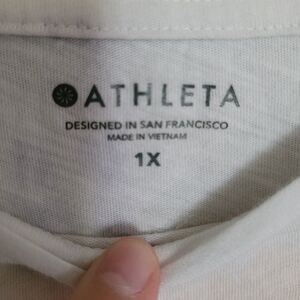 ATHLETA
DESIGNED IN SAN FRANCISCO
MADE IN VIETNAM
1X